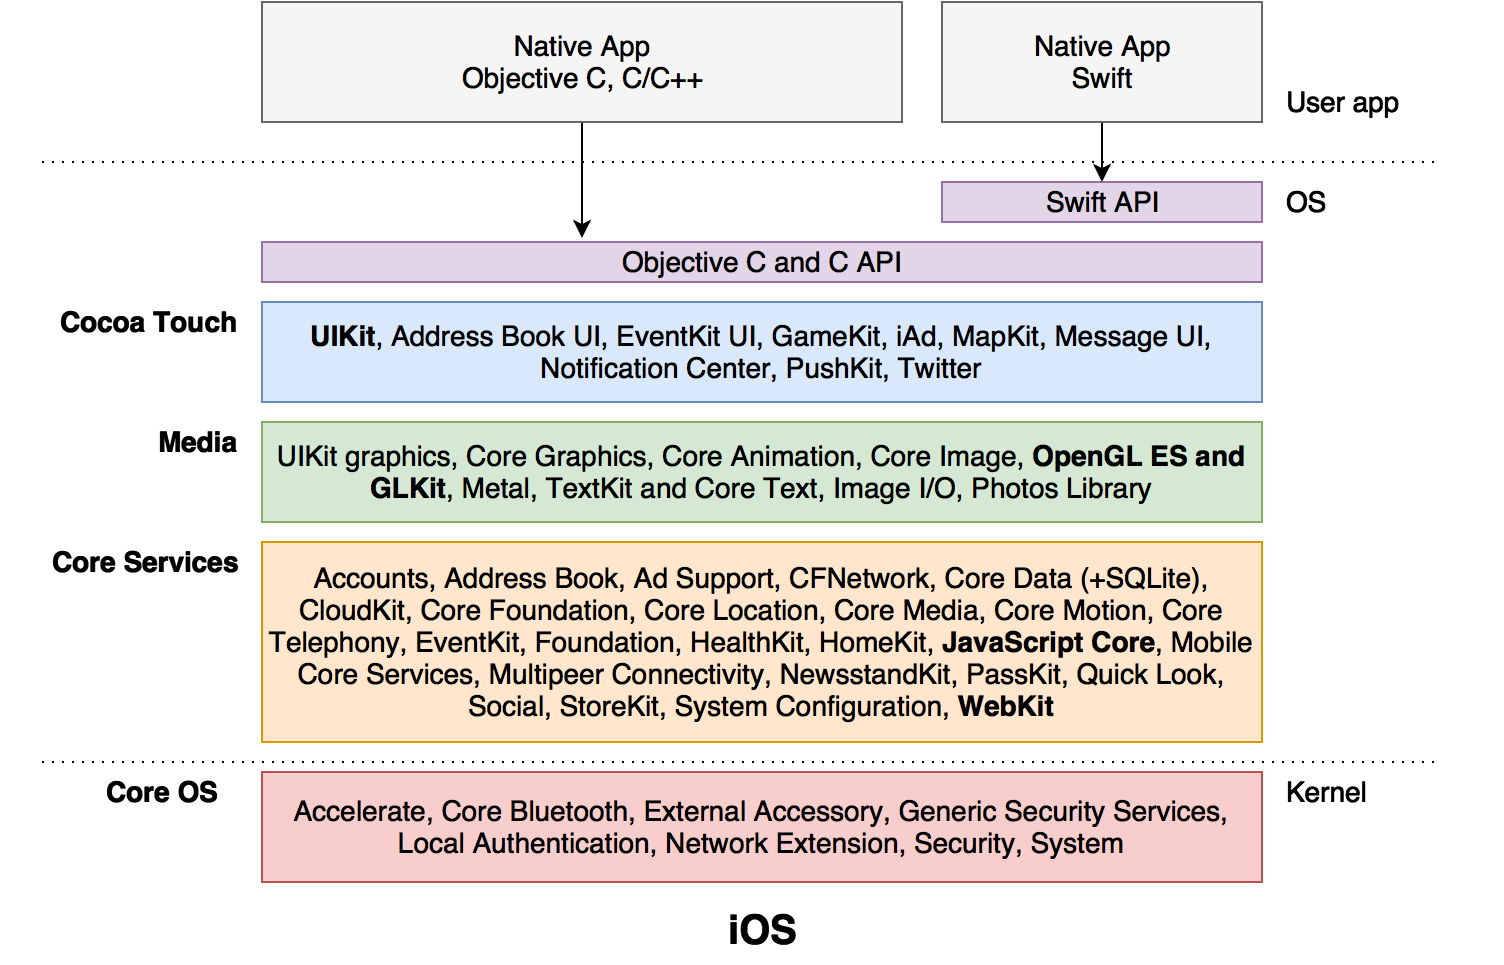 Native App
Objective C, C/C++
Native App
Swift
User app
Swift API
OS
Objective C and C API
Cocoa Touch
UIKit, Address Book UI, EventKit UI, GameKit, iAd, MapKit, Message UI,
Notification Center, PushKit, Twitter
Media
UIKit graphics, Core Graphics, Core Animation, Core Image, OpenGL ES and
GLKit, Metal, TextKit and Core Text, Image I/O, Photos Library
Core Services
Accounts, Address Book, Ad Support, CFNetwork, Core Data (+SQLite),
CloudKit, Core Foundation, Core Location, Core Media, Core Motion, Core
Telephony, EventKit, Foundation, HealthKit, HomeKit, JavaScript Core, Mobile
Core Services, Multipeer Connectivity, NewsstandKit, PassKit, Quick Look,
Social, StoreKit, System Configuration, WebKit
Core OS
Kernel
Accelerate, Core Bluetooth, External Accessory, Generic Security Services,
Local Authentication, Network Extension, Security, System
iOS